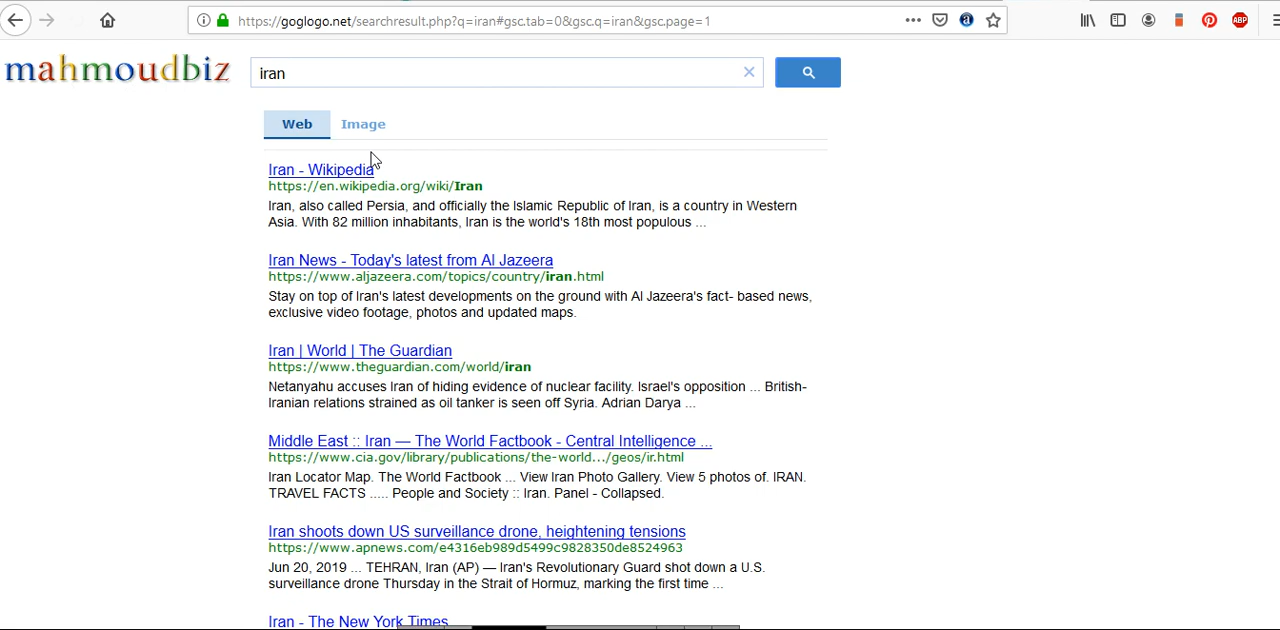 https://goglogo.net/searchresult.php?q=iran#gsc.tab=0&gsc.q=iran&gsc.page=1
ABP
mahmoudbiz
iran
Web Image
Iran - Wikipedia
https://en.wikipedia.org/wiki/Iran
Iran, also called Persia, and officially the Islamic Republic of Iran, is a country in Western
Asia. With 82 million inhabitants, Iran is the world's 18th most populous ...
Iran News - Today's latest from Al Jazeera
https://www.aljazeera.com/topics/country/iran.html
Stay on top of Iran's latest developments on the ground with Al Jazeera's fact- based news,
exclusive video footage, photos and updated maps.
Iran | World | The Guardian
https://www.theguardian.com/world/iran
Netanyahu accuses Iran of hiding evidence of nuclear facility. Israel's opposition ... British-
Iranian relations strained as oil tanker is seen off Syria. Adrian Darya ...
Middle East :: Iran — The World Factbook - Central Intelligence ...
https://www.cia.gov/library/publications/the-world.../geos/ir.html
Iran Locator Map. The World Factbook ... View Iran Photo Gallery. View 5 photos of. IRAN.
TRAVEL FACTS ..... People and Society :: Iran. Panel - Collapsed.
Iran shoots down US surveillance drone, heightening tensions
https://www.apnews.com/e4316eb989d5499c9828350de8524963
Jun 20, 2019 ... TEHRAN, Iran (AP) — Iran's Revolutionary Guard shot down a U.S.
surveillance drone Thursday in the Strait of Hormuz, marking the first time ...
Iran - The New York Times